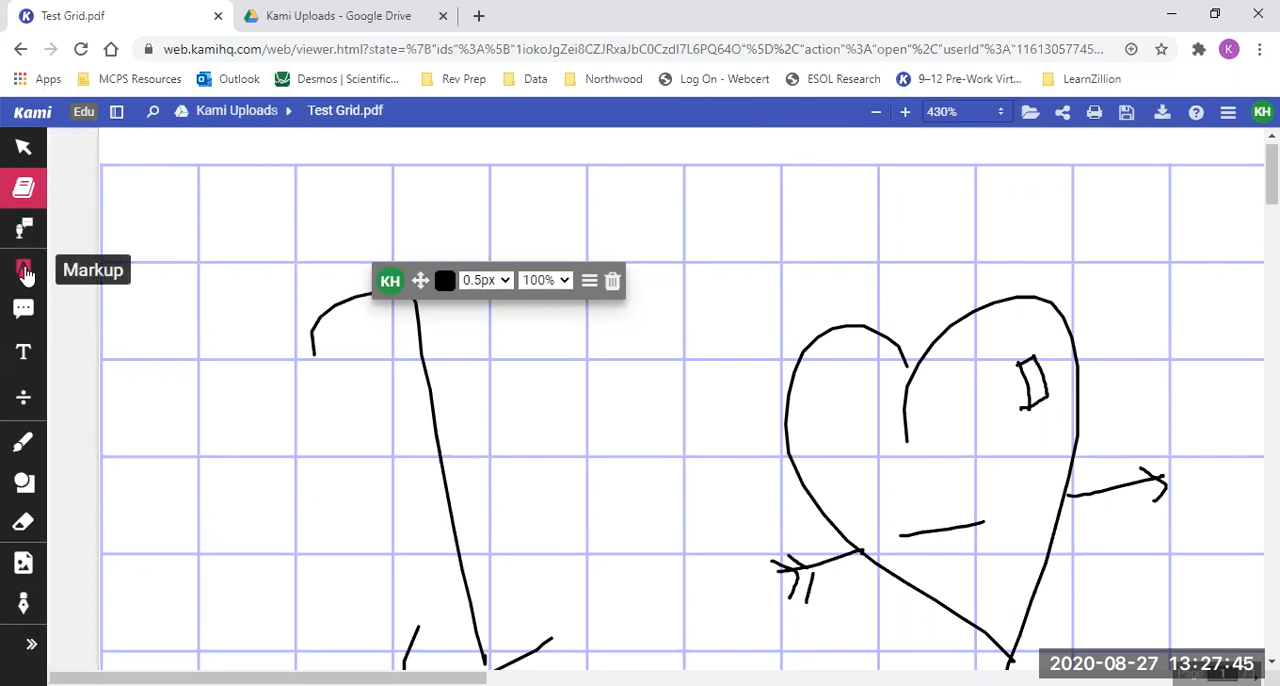 Test Grid.pdf
Kami Uploads - Google Drive
web.kamihq.com/web/viewer.html?state=%7B"ids"%3A%5B"1iokoJgZei8CZJRxaJbC0CzdI7L6PQ64O"%5D%2C"action"%3A"open"%2C"userId"%3A"11613057745...
K
Apps
MCPS Resources
Outlook
Desmos | Scientific...
Rix Prep
Data
Northwood
Log On - Webcert
ESOL Research
9–12 Pre-Work Virt...
LearnZillion
Kami
Edu
Kami Uploads
Test Grid.pdf
430%
KH
Markup
KH
0.5px
100%
T
2020-08-27 13:27:45